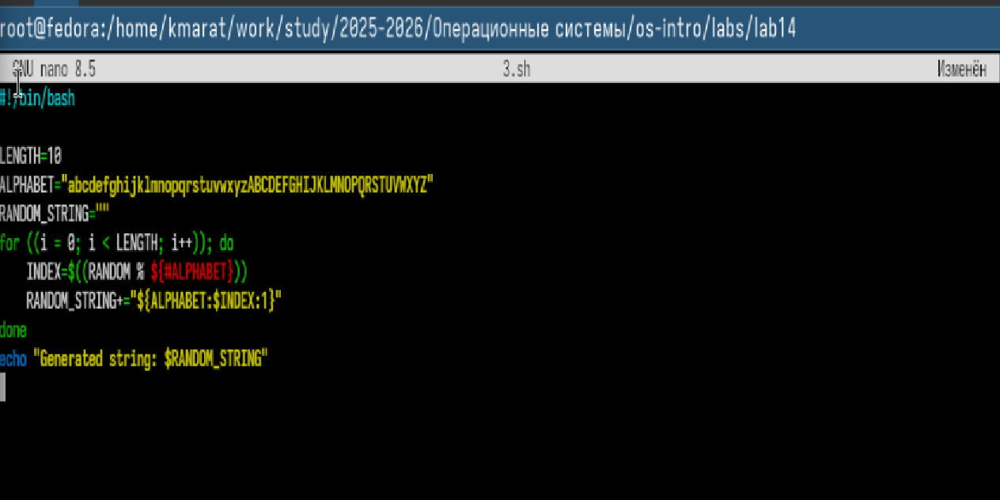 root@fedora:/home/kmarat/work/study/2025-2026/Операционные системы/os-intro/labs/lab14
GNU nano 8.5 3.sh Изменён
#!/bin/bash
LENGTH=10
ALPHABET="abcdefghijklmnopqrstuvwxyzABCDEFGHIJKLMNOPQRSTUVWXYZ"
RANDOM_STRING=""
for ((i = 0; i < LENGTH; i++)); do
    INDEX=$((RANDOM % ${#ALPHABET}))
    RANDOM_STRING+="${ALPHABET:$INDEX:1}"
done
echo "Generated string: $RANDOM_STRING"